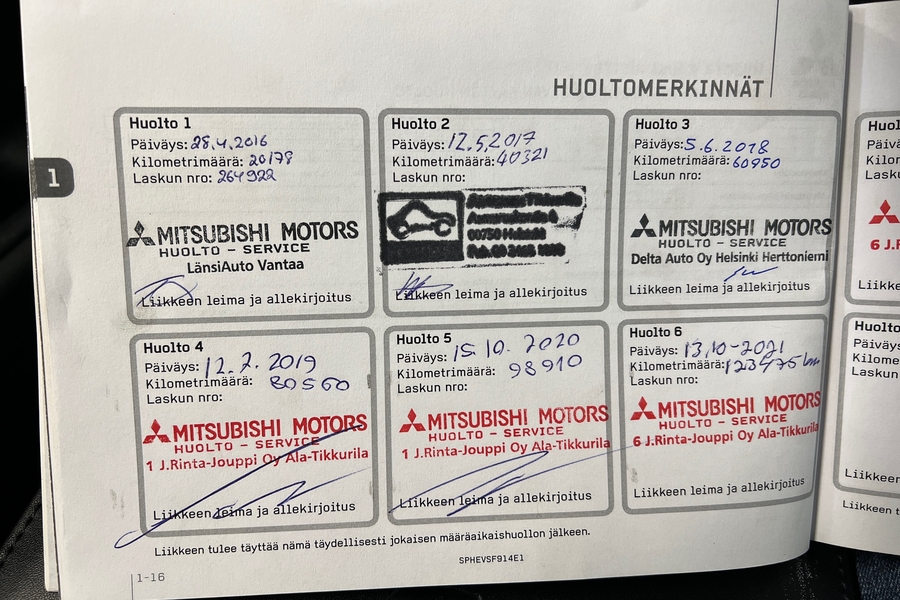 HUOLTOMERKINNÄT
1
Huolto 1
Päiväys: 28.4.2016
Kilometrimäärä: 20178
Laskun nro: 264922
MITSUBISHI MOTORS
HUOLTO - SERVICE
LänsiAuto Vantaa
Liikkeen leima ja allekirjoitus
Huolto 2
Päiväys: 12.5.2017
Kilometrimäärä: 40321
Laskun nro:
00750 Helsinki
Liikkeen leima ja allekirjoitus
Huolto 3
Päiväys: 5.6.2018
Kilometrimäärä: 60950
Laskun nro:
MITSUBISHI MOTORS
HUOLTO - SERVICE
Delta Auto Oy Helsinki Herttoniemi
Liikkeen leima ja allekirjoitus
Huolto 4
Päiväys: 12.7.2019
Kilometrimäärä: 80560
Laskun nro:
MITSUBISHI MOTORS
HUOLTO - SERVICE
1 J.Rinta-Jouppi Oy Ala-Tikkurila
Liikkeen leima ja allekirjoitus
Huolto 5
Päiväys: 15.10.2020
Kilometrimäärä: 98910
Laskun nro:
MITSUBISHI MOTORS
HUOLTO - SERVICE
1 J.Rinta-Jouppi Oy Ala-Tikkurila
Liikkeen leima ja allekirjoitus
Huolto 6
Päiväys: 13.10-2021
Kilometrimäärä: 123475 km
Laskun nro:
MITSUBISHI MOTORS
HUOLTO - SERVICE
6 J.Rinta-Jouppi Oy Ala-Tikkurila
Liikkeen leima ja allekirjoitus
Liikkeen tulee täyttää nämä täydellisesti jokaisen määräaikaishuollon jälkeen.
SPHEVSF914E1
1-16